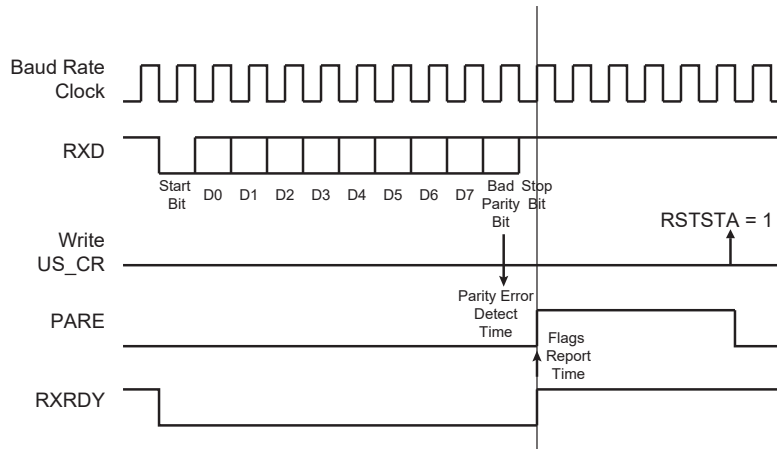 Baud Rate
Clock
RXD
Start
Bit
D0 D1 D2 D3 D4 D5 D6 D7
Bad
Parity
Bit
Stop
Bit
Write
US_CR
RSTSTA = 1
Parity Error
Detect
Time
PARE
Flags
Report
Time
RXRDY